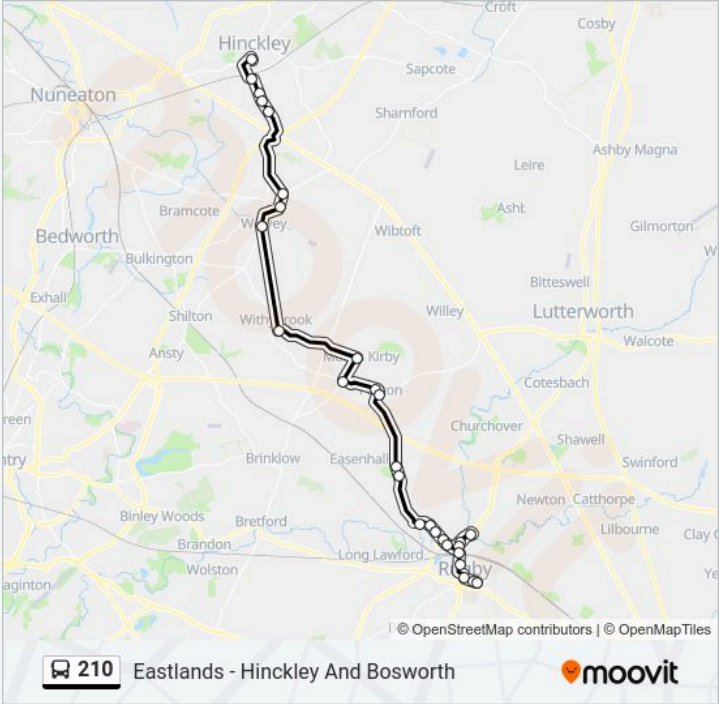 Croft
Cosby
Hinckley
Sapcote
Nuneaton
Sharnford
Ashby Magna
Leire
Bramcote
Gilmorton
Bedworth
Wibtoft
Bulkington
Bitteswell
Exhall
Shilton
Willey
Lutterworth
Walcote
Ansty
Kirby
Cotesbach
Churchover
Shawell
Brinklow
Easenhall
Swinford
Newton
Catthorpe
Binley Woods
Bretford
Lilbourne
Clay
Brandon
Long Lawford
Wolston
© OpenStreetMap contributors | © OpenMapTiles
210 Eastlands - Hinckley And Bosworth
moovit